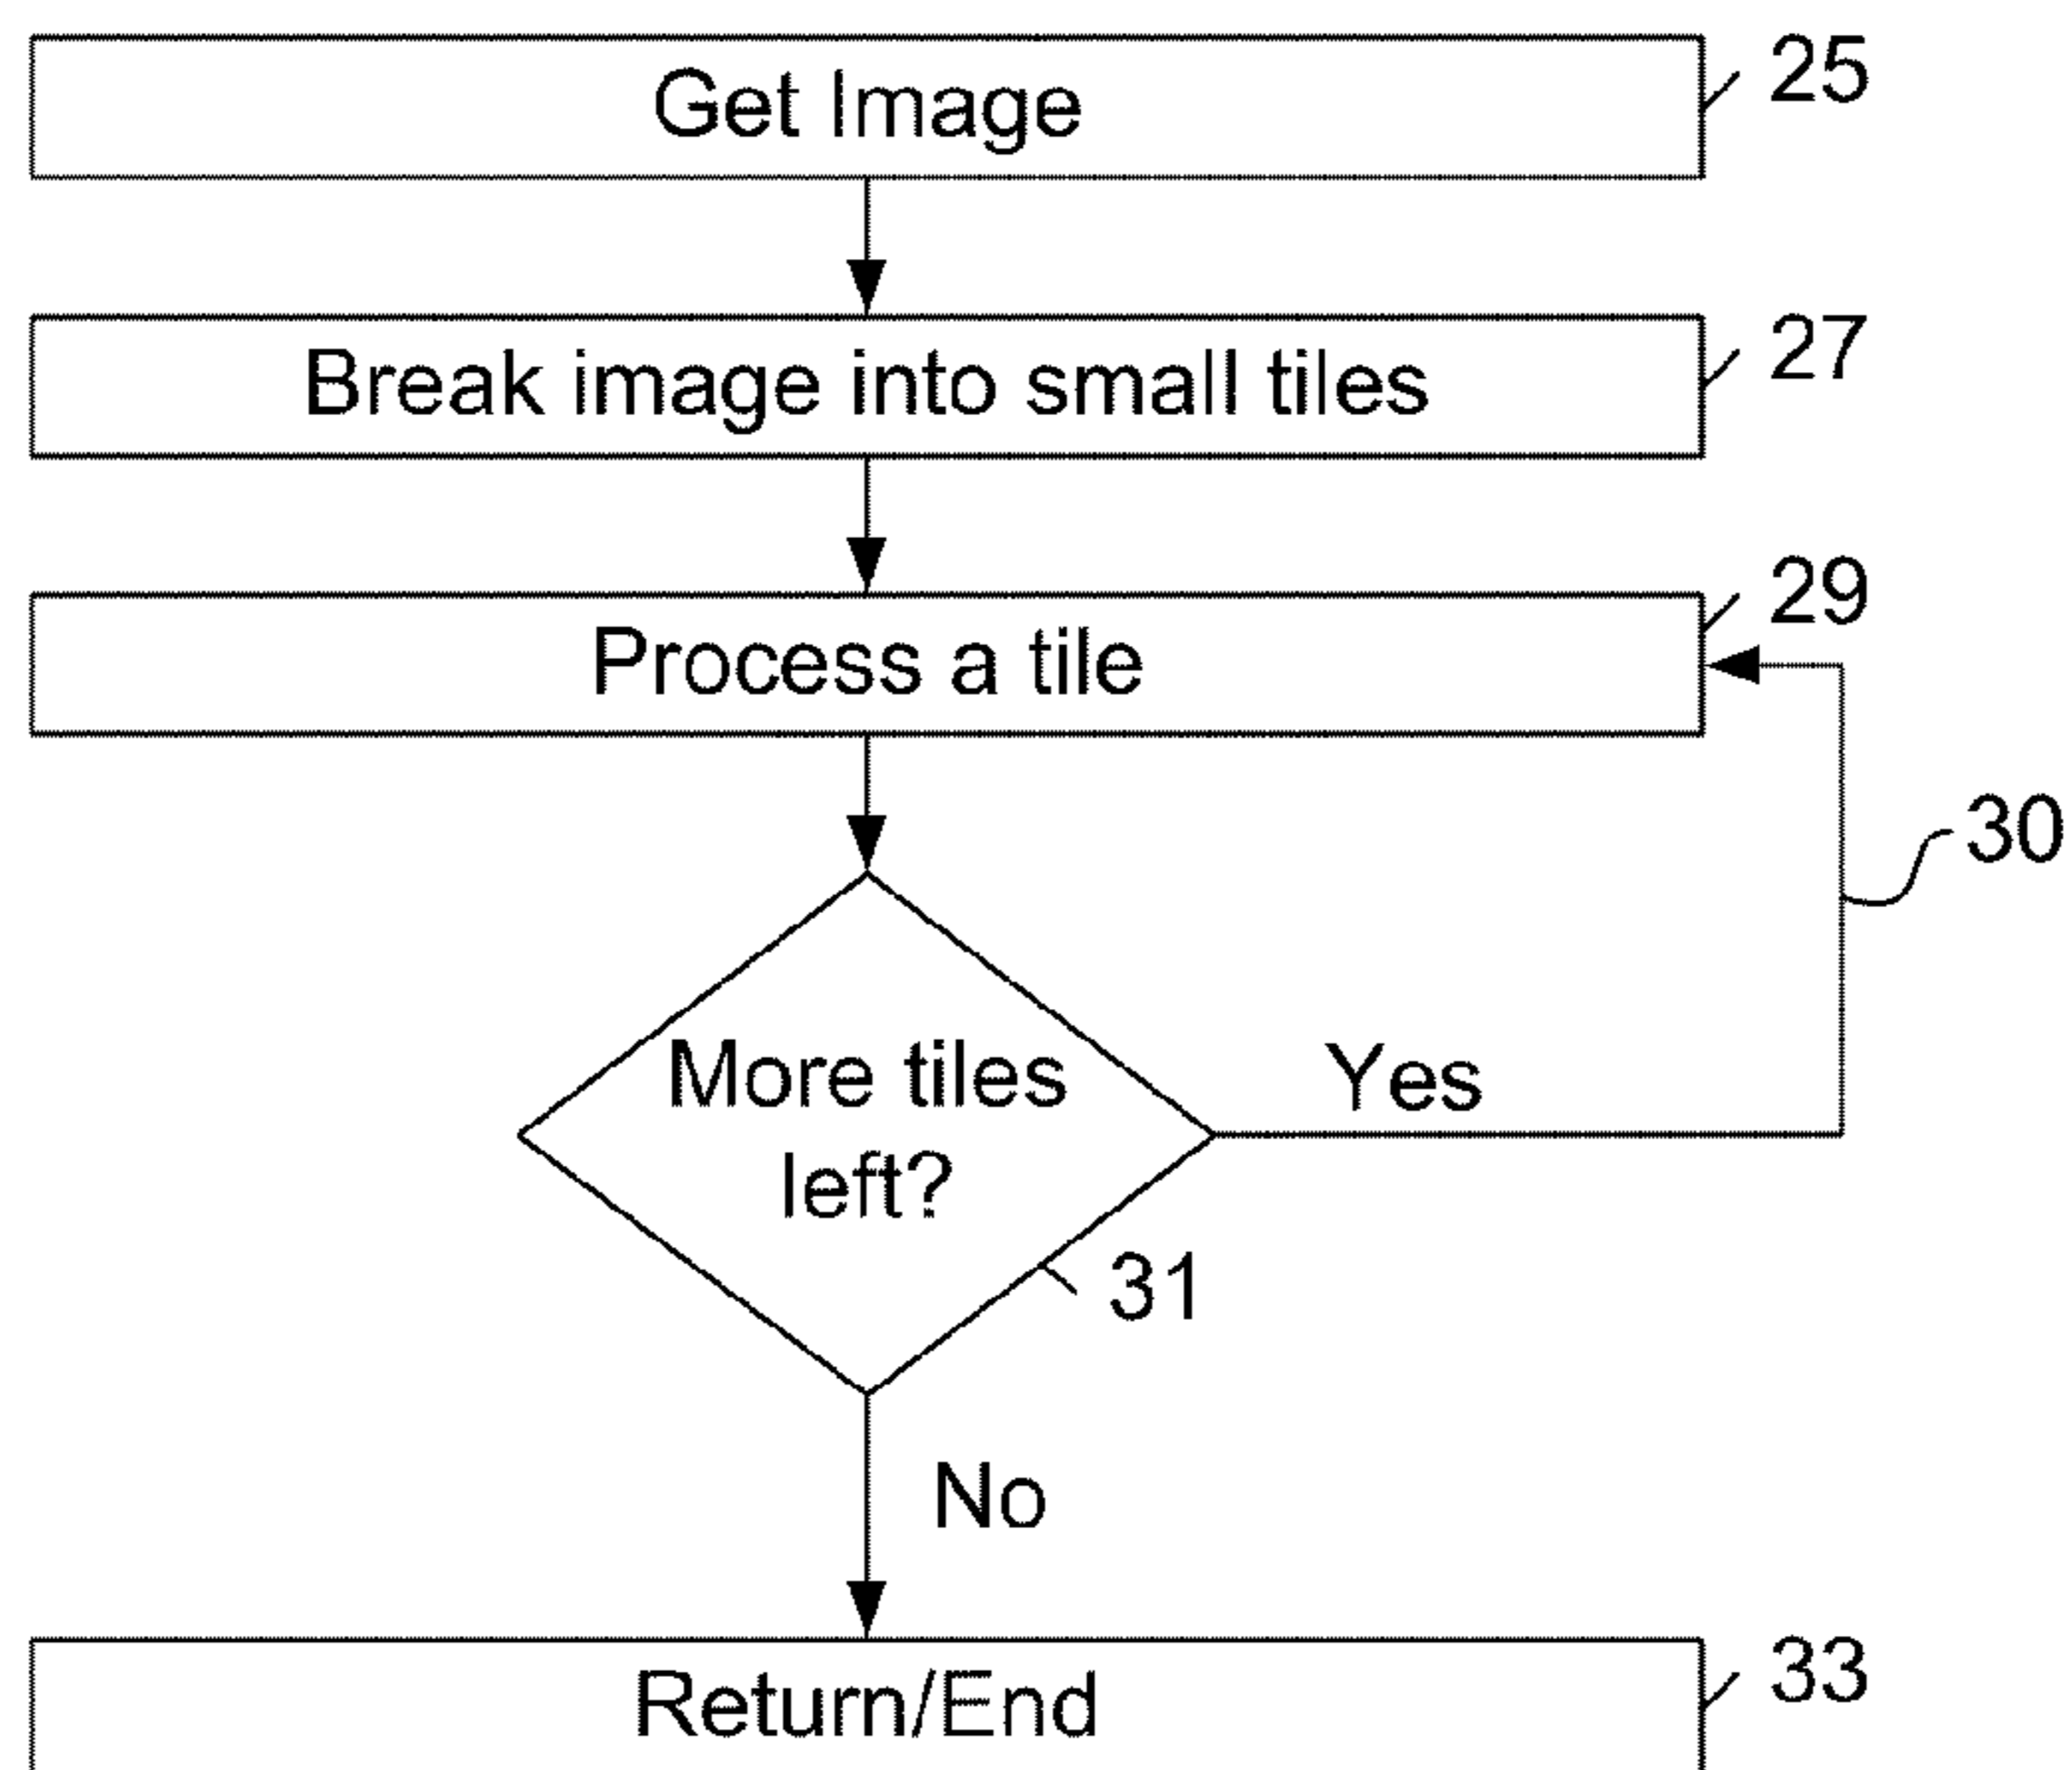 Get Image
25
Break image into small tiles
27
Process a tile
29
30
More tiles
left?
Yes
31
No
Return/End
33